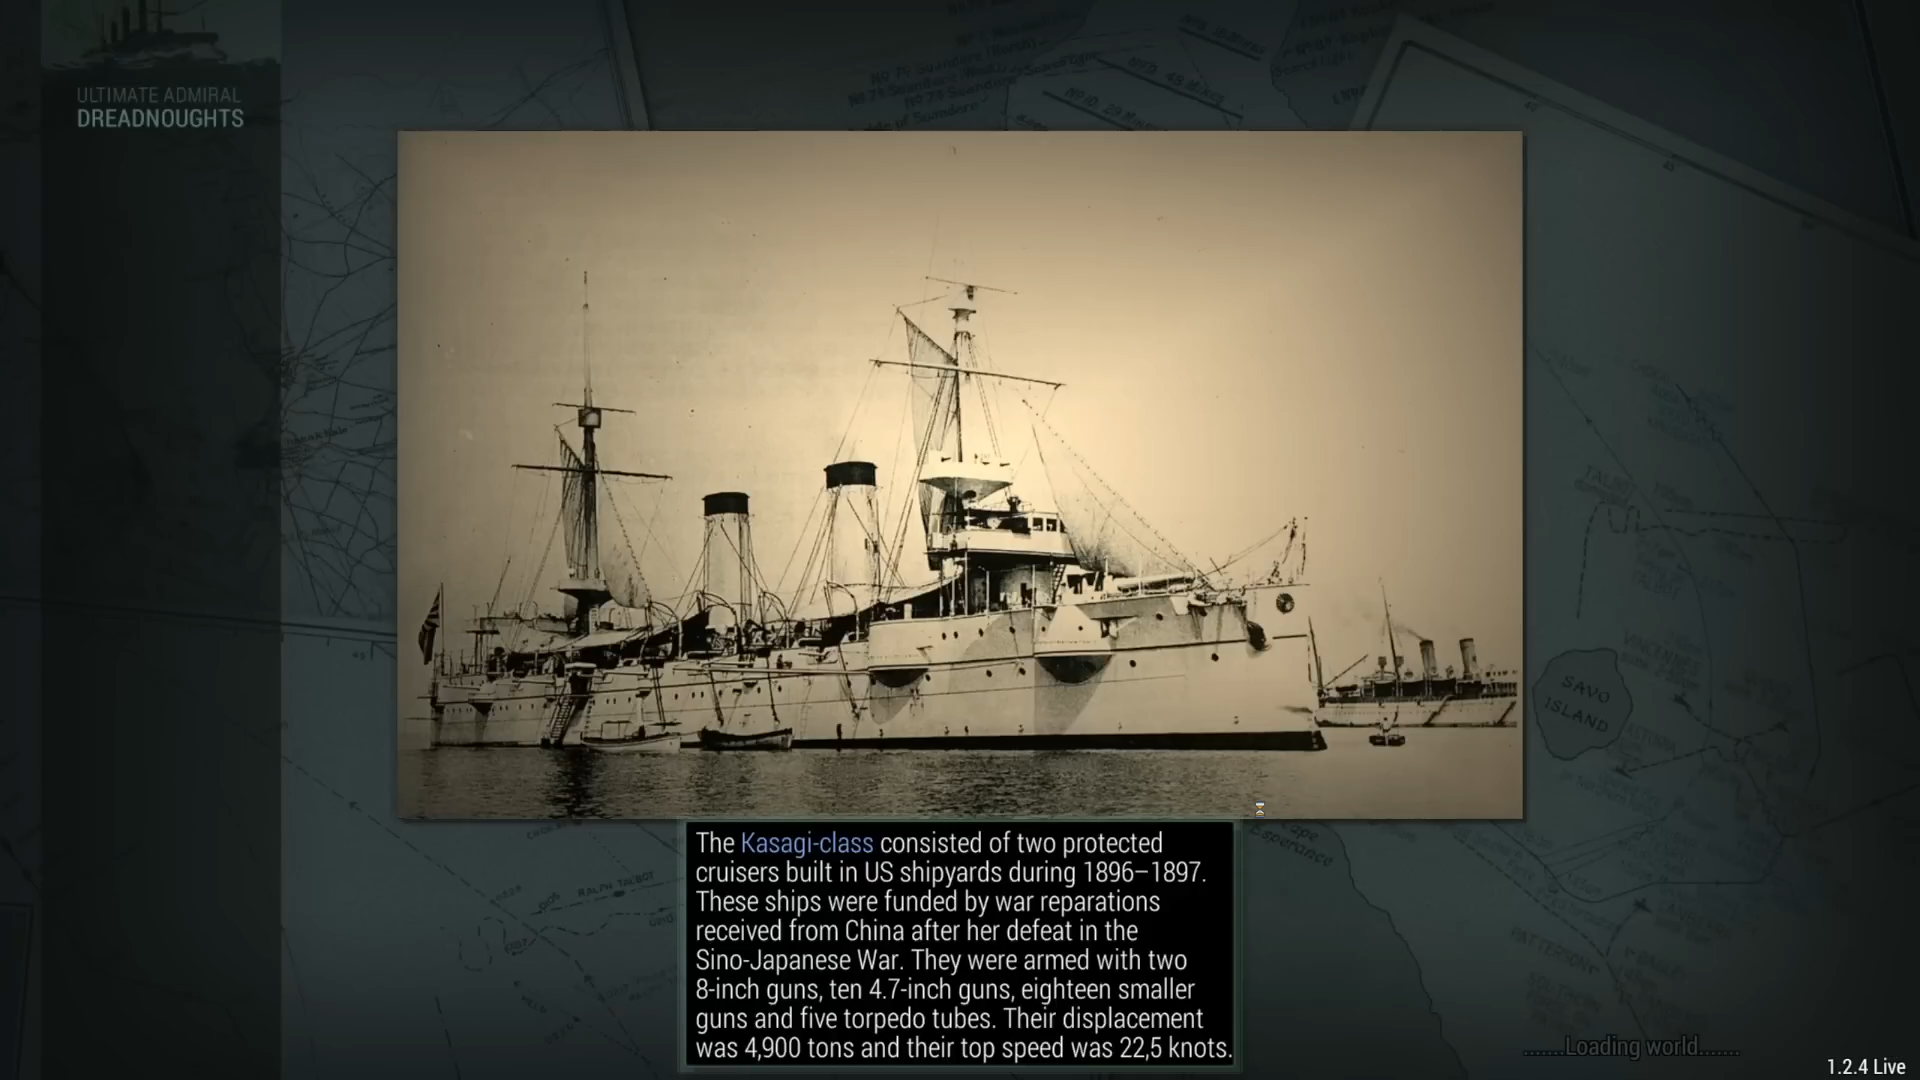 ULTIMATE ADMIRAL
DREADNOUGHTS
SAVO
ISLAND
Esperance
RALPH TALBOT
PATTERSON
The Kasagi-class consisted of two protected
cruisers built in US shipyards during 1896–1897.
These ships were funded by war reparations
received from China after her defeat in the
Sino-Japanese War. They were armed with two
8-inch guns, ten 4.7-inch guns, eighteen smaller
guns and five torpedo tubes. Their displacement
was 4,900 tons and their top speed was 22,5 knots.
.......Loading world.......
1.2.4 Live